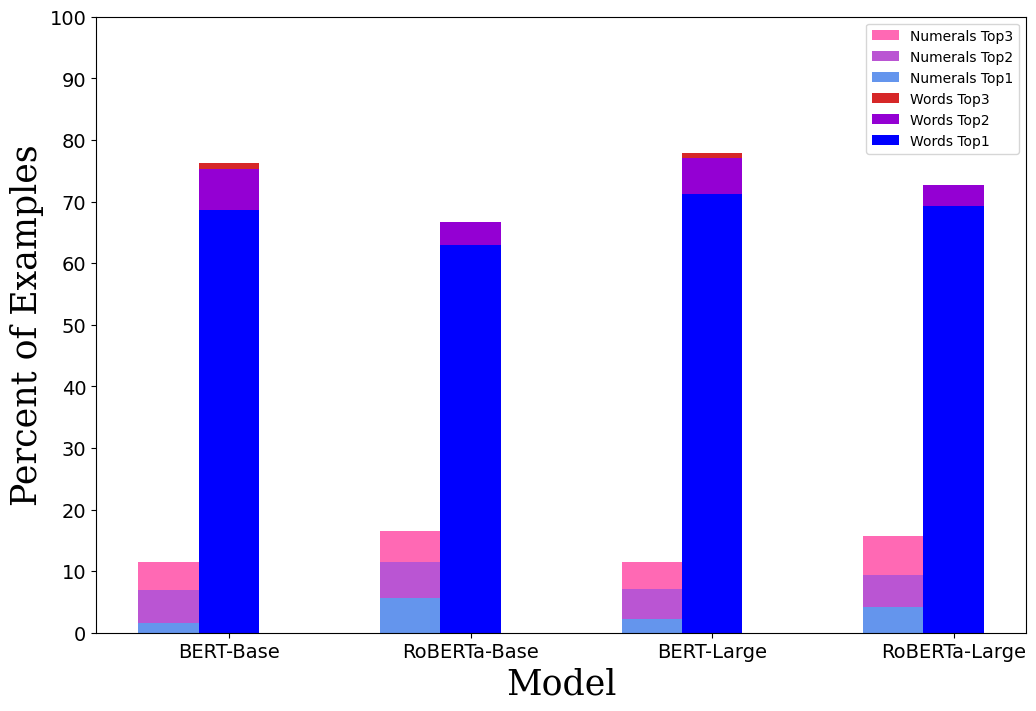 100
90
80
70
60
50
40
30
20
10
0
Percent of Examples
Numerals Top3
Numerals Top2
Numerals Top1
Words Top3
Words Top2
Words Top1
BERT-Base
RoBERTa-Base
BERT-Large
RoBERTa-Large
Model